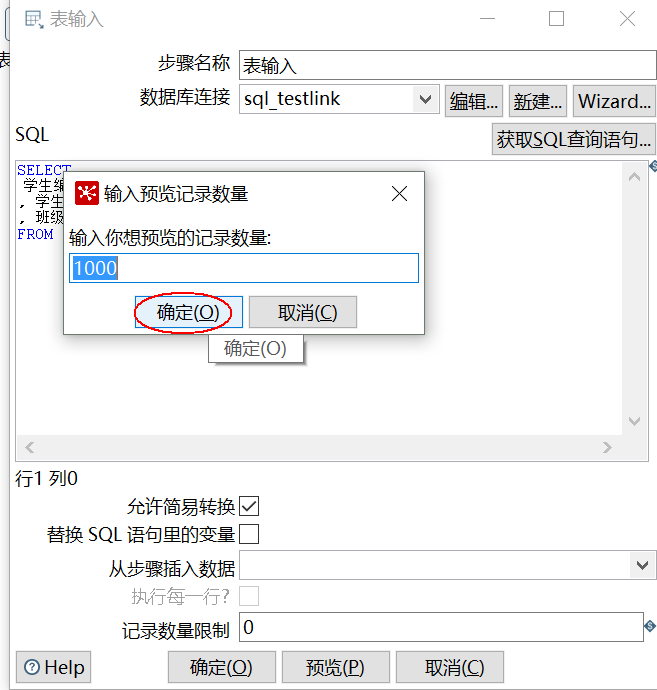 表输入
表
步骤名称 表输入
数据库连接 sql_testlink 编辑... 新建... Wizard...
SQL
获取SQL查询语句...
SELECT
学生
, 学生
, 班级
FROM
输入预览记录数量
输入你想预览的记录数量:
1000
确定(O) 取消(C)
确定(O)
行1 列0
允许简易转换
替换 SQL 语句里的变量
从步骤插入数据
执行每一行?
记录数量限制 0
Help 确定(O) 预览(P) 取消(C)